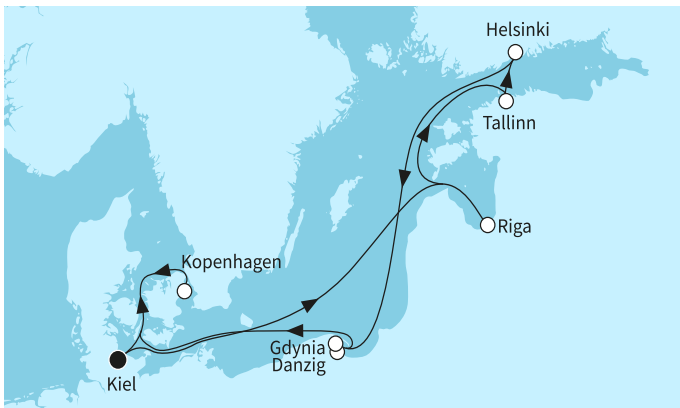 Helsinki
Tallinn
Riga
Kopenhagen
Gdynia
Danzig
Kiel